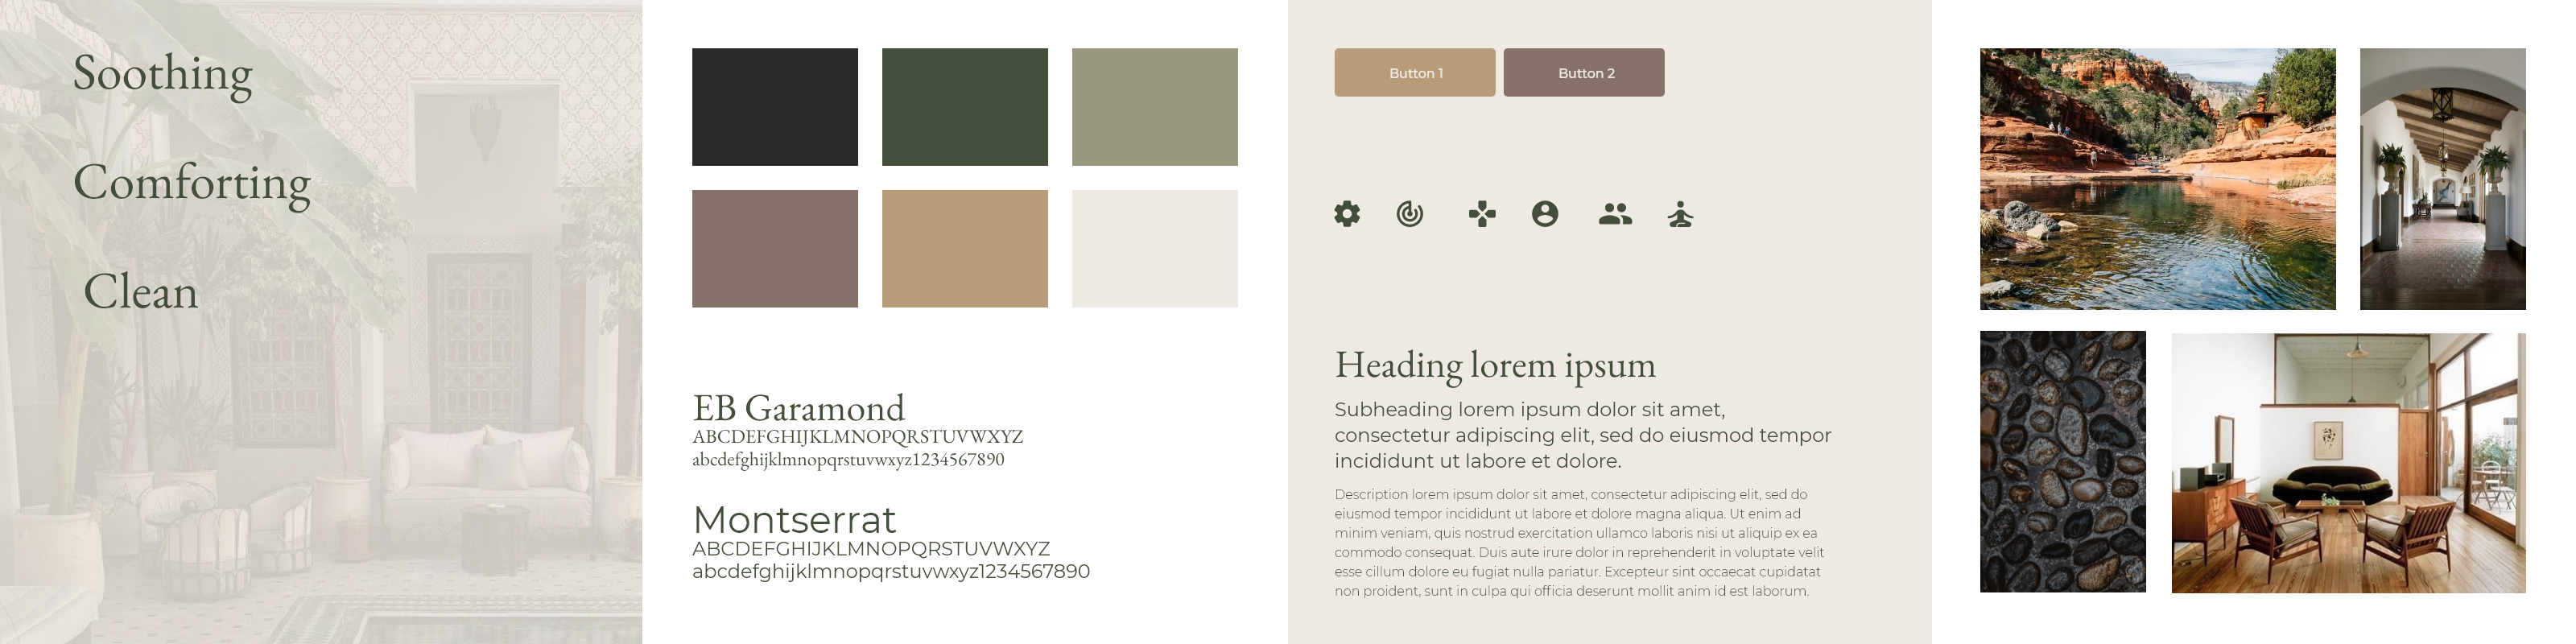 Soothing
Comforting
Clean
EB Garamond
ABCDEFGHIJKLMNOPQRSTUVWXYZ
abcdefghijklmnopqrstuvwxyz1234567890
Montserrat
ABCDEFGHIJKLMNOPQRSTUVWXYZ
abcdefghijklmnopqrstuvwxyz1234567890
Button 1
Button 2
Heading lorem ipsum
Subheading lorem ipsum dolor sit amet,
consectetur adipiscing elit, sed do eiusmod tempor
incididunt ut labore et dolore.
Description lorem ipsum dolor sit amet, consectetur adipiscing elit, sed do
eiusmod tempor incididunt ut labore et dolore magna aliqua. Ut enim ad
minim veniam, quis nostrud exercitation ullamco laboris nisi ut aliquip ex ea
commodo consequat. Duis aute irure dolor in reprehenderit in voluptate velit
esse cillum dolore eu fugiat nulla pariatur. Excepteur sint occaecat cupidatat
non proident, sunt in culpa qui officia deserunt mollit anim id est laborum.